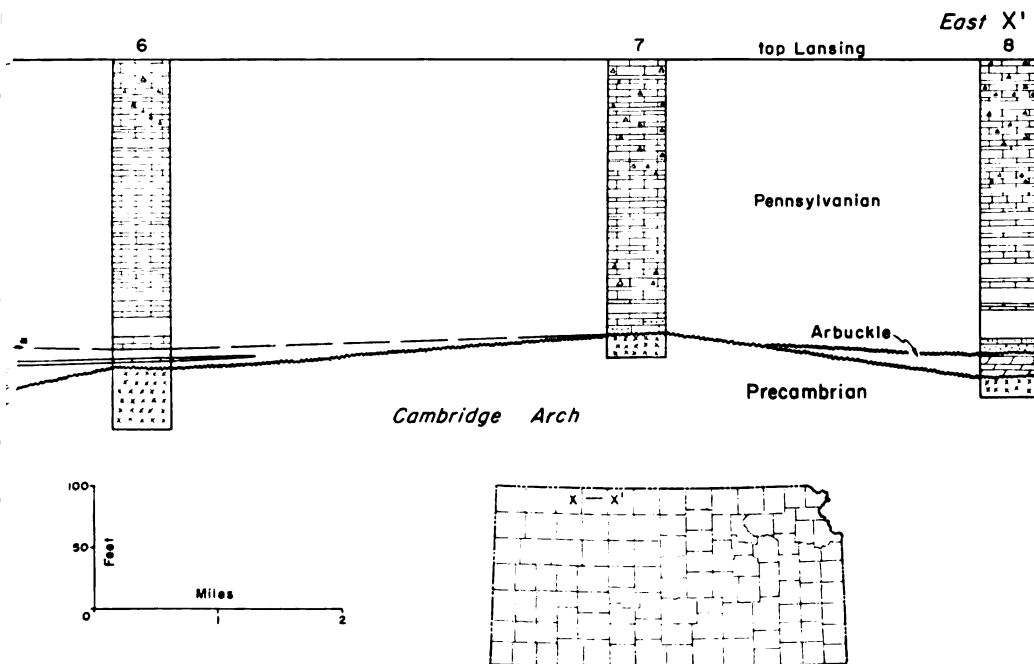 East X'
6
7
top Lansing
8
Pennsylvanian
Arbuckle
Precambrian
Cambridge Arch
100
50
Feet
0
Miles
1
2
X — X'